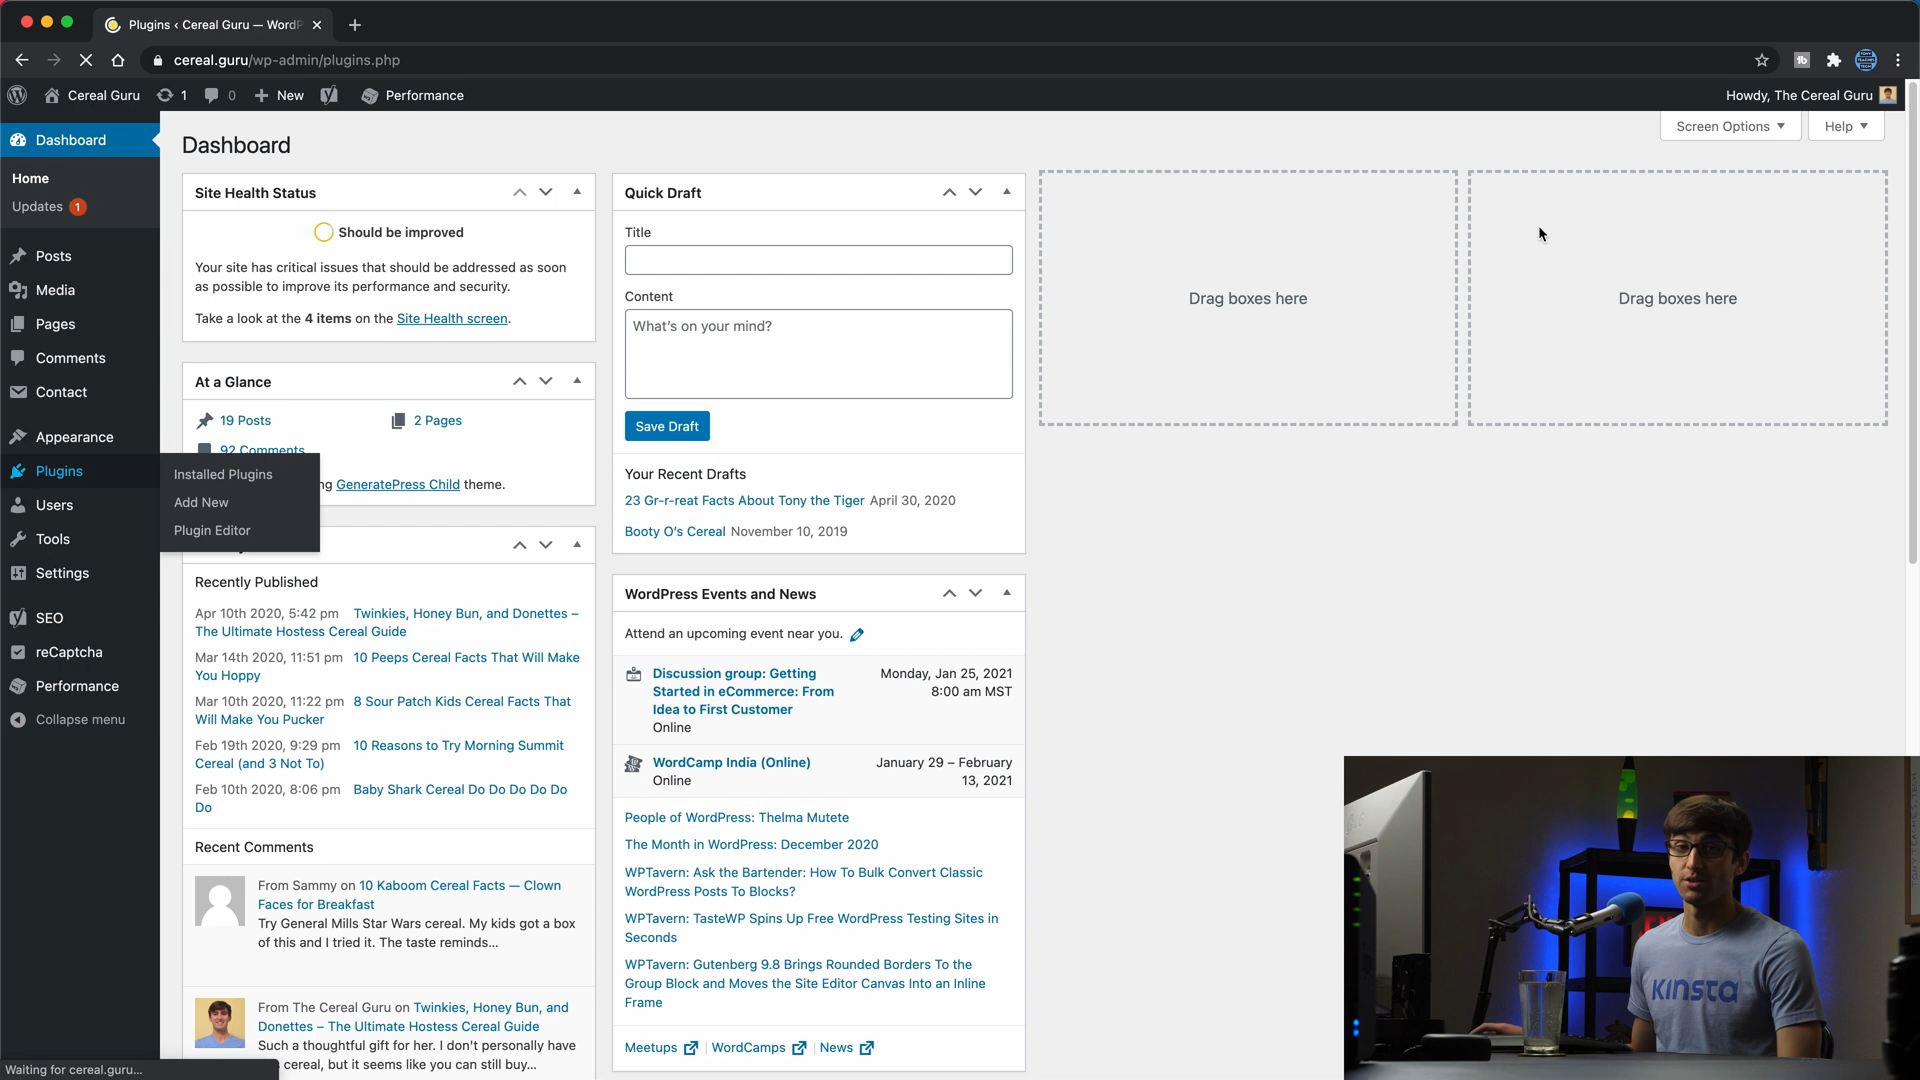 Plugins ‹ Cereal Guru — WordP
cereal.guru/wp-admin/plugins.php
Cereal Guru 1 0 New Performance
Howdy, The Cereal Guru
Screen Options
Help
Dashboard
Home
Updates 1
Posts
Media
Pages
Comments
Contact
Appearance
Plugins
Users
Tools
Settings
SEO
reCaptcha
Performance
Collapse menu
Installed Plugins
Add New
Plugin Editor
Dashboard
Site Health Status
Should be improved
Your site has critical issues that should be addressed as soon
as possible to improve its performance and security.
Take a look at the 4 items on the Site Health screen.
At a Glance
19 Posts
2 Pages
92 Comments
ng GeneratePress Child theme.
Recently Published
Apr 10th 2020, 5:42 pm Twinkies, Honey Bun, and Donettes –
The Ultimate Hostess Cereal Guide
Mar 14th 2020, 11:51 pm 10 Peeps Cereal Facts That Will Make
You Hoppy
Mar 10th 2020, 11:22 pm 8 Sour Patch Kids Cereal Facts That
Will Make You Pucker
Feb 19th 2020, 9:29 pm 10 Reasons to Try Morning Summit
Cereal (and 3 Not To)
Feb 10th 2020, 8:06 pm Baby Shark Cereal Do Do Do Do Do
Do
Recent Comments
From Sammy on 10 Kaboom Cereal Facts — Clown
Faces for Breakfast
Try General Mills Star Wars cereal. My kids got a box
of this and I tried it. The taste reminds...
From The Cereal Guru on Twinkies, Honey Bun, and
Donettes – The Ultimate Hostess Cereal Guide
Such a thoughtful gift for her. I don't personally have
cereal, but it seems like you can still buy...
Quick Draft
Title
Content
What's on your mind?
Save Draft
Your Recent Drafts
23 Gr-r-reat Facts About Tony the Tiger April 30, 2020
Booty O's Cereal November 10, 2019
WordPress Events and News
Attend an upcoming event near you.
Discussion group: Getting
Started in eCommerce: From
Idea to First Customer
Online
Monday, Jan 25, 2021
8:00 am MST
WordCamp India (Online)
Online
January 29 – February
13, 2021
People of WordPress: Thelma Mutete
The Month in WordPress: December 2020
WPTavern: Ask the Bartender: How To Bulk Convert Classic
WordPress Posts To Blocks?
WPTavern: TasteWP Spins Up Free WordPress Testing Sites in
Seconds
WPTavern: Gutenberg 9.8 Brings Rounded Borders To the
Group Block and Moves the Site Editor Canvas Into an Inline
Frame
Meetups | WordCamps | News
Drag boxes here
Drag boxes here
KINSTA
Waiting for cereal.guru...